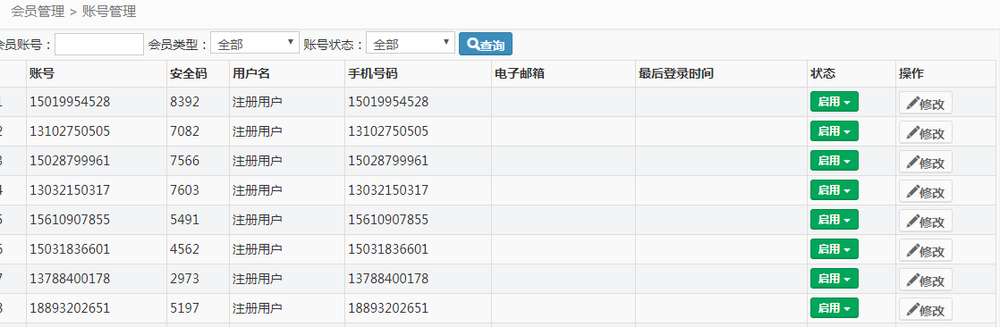 会员管理 > 账号管理
会员账号： 会员类型： 全部 账号状态： 全部 查询
账号 安全码 用户名 手机号码 电子邮箱 最后登录时间 状态 操作
1 15019954528 8392 注册用户 15019954528 启用 修改
2 13102750505 7082 注册用户 13102750505 启用 修改
3 15028799961 7566 注册用户 15028799961 启用 修改
4 13032150317 7603 注册用户 13032150317 启用 修改
5 15610907855 5491 注册用户 15610907855 启用 修改
6 15031836601 4562 注册用户 15031836601 启用 修改
7 13788400178 2973 注册用户 13788400178 启用 修改
8 18893202651 5197 注册用户 18893202651 启用 修改